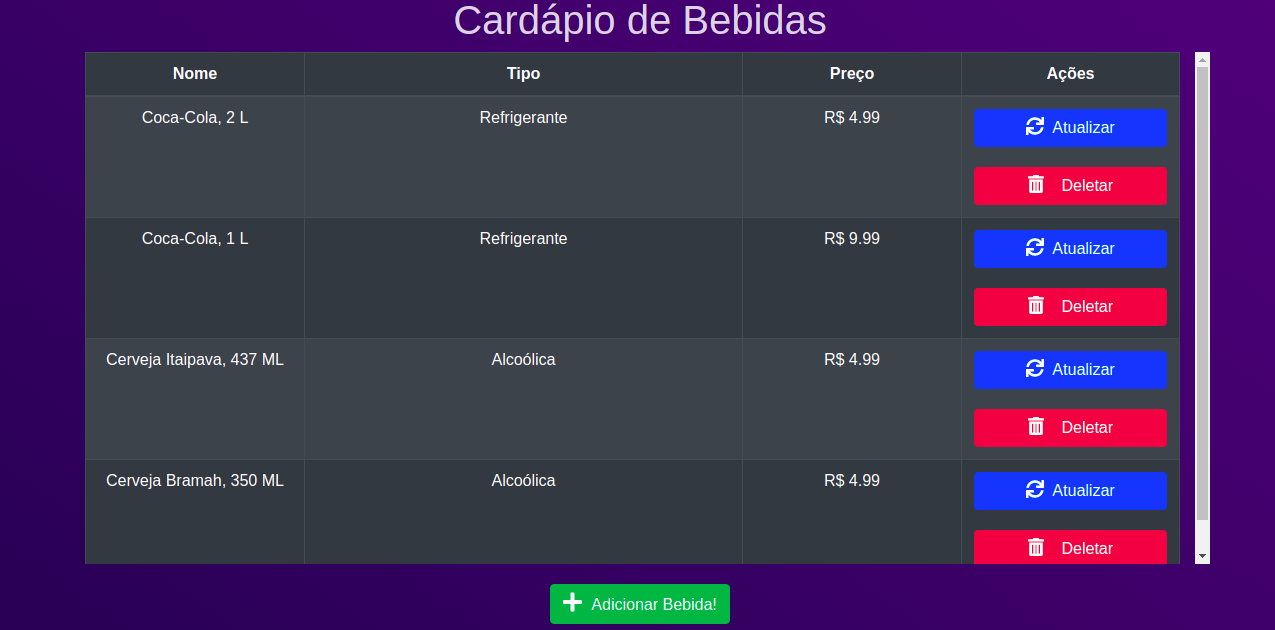 Cardápio de Bebidas
Nome Tipo Preço Ações
Coca-Cola, 2 L Refrigerante R$ 4.99 Atualizar
Deletar
Coca-Cola, 1 L Refrigerante R$ 9.99 Atualizar
Deletar
Cerveja Itaipava, 437 ML Alcoólica R$ 4.99 Atualizar
Deletar
Cerveja Bramah, 350 ML Alcoólica R$ 4.99 Atualizar
Deletar
Adicionar Bebida!